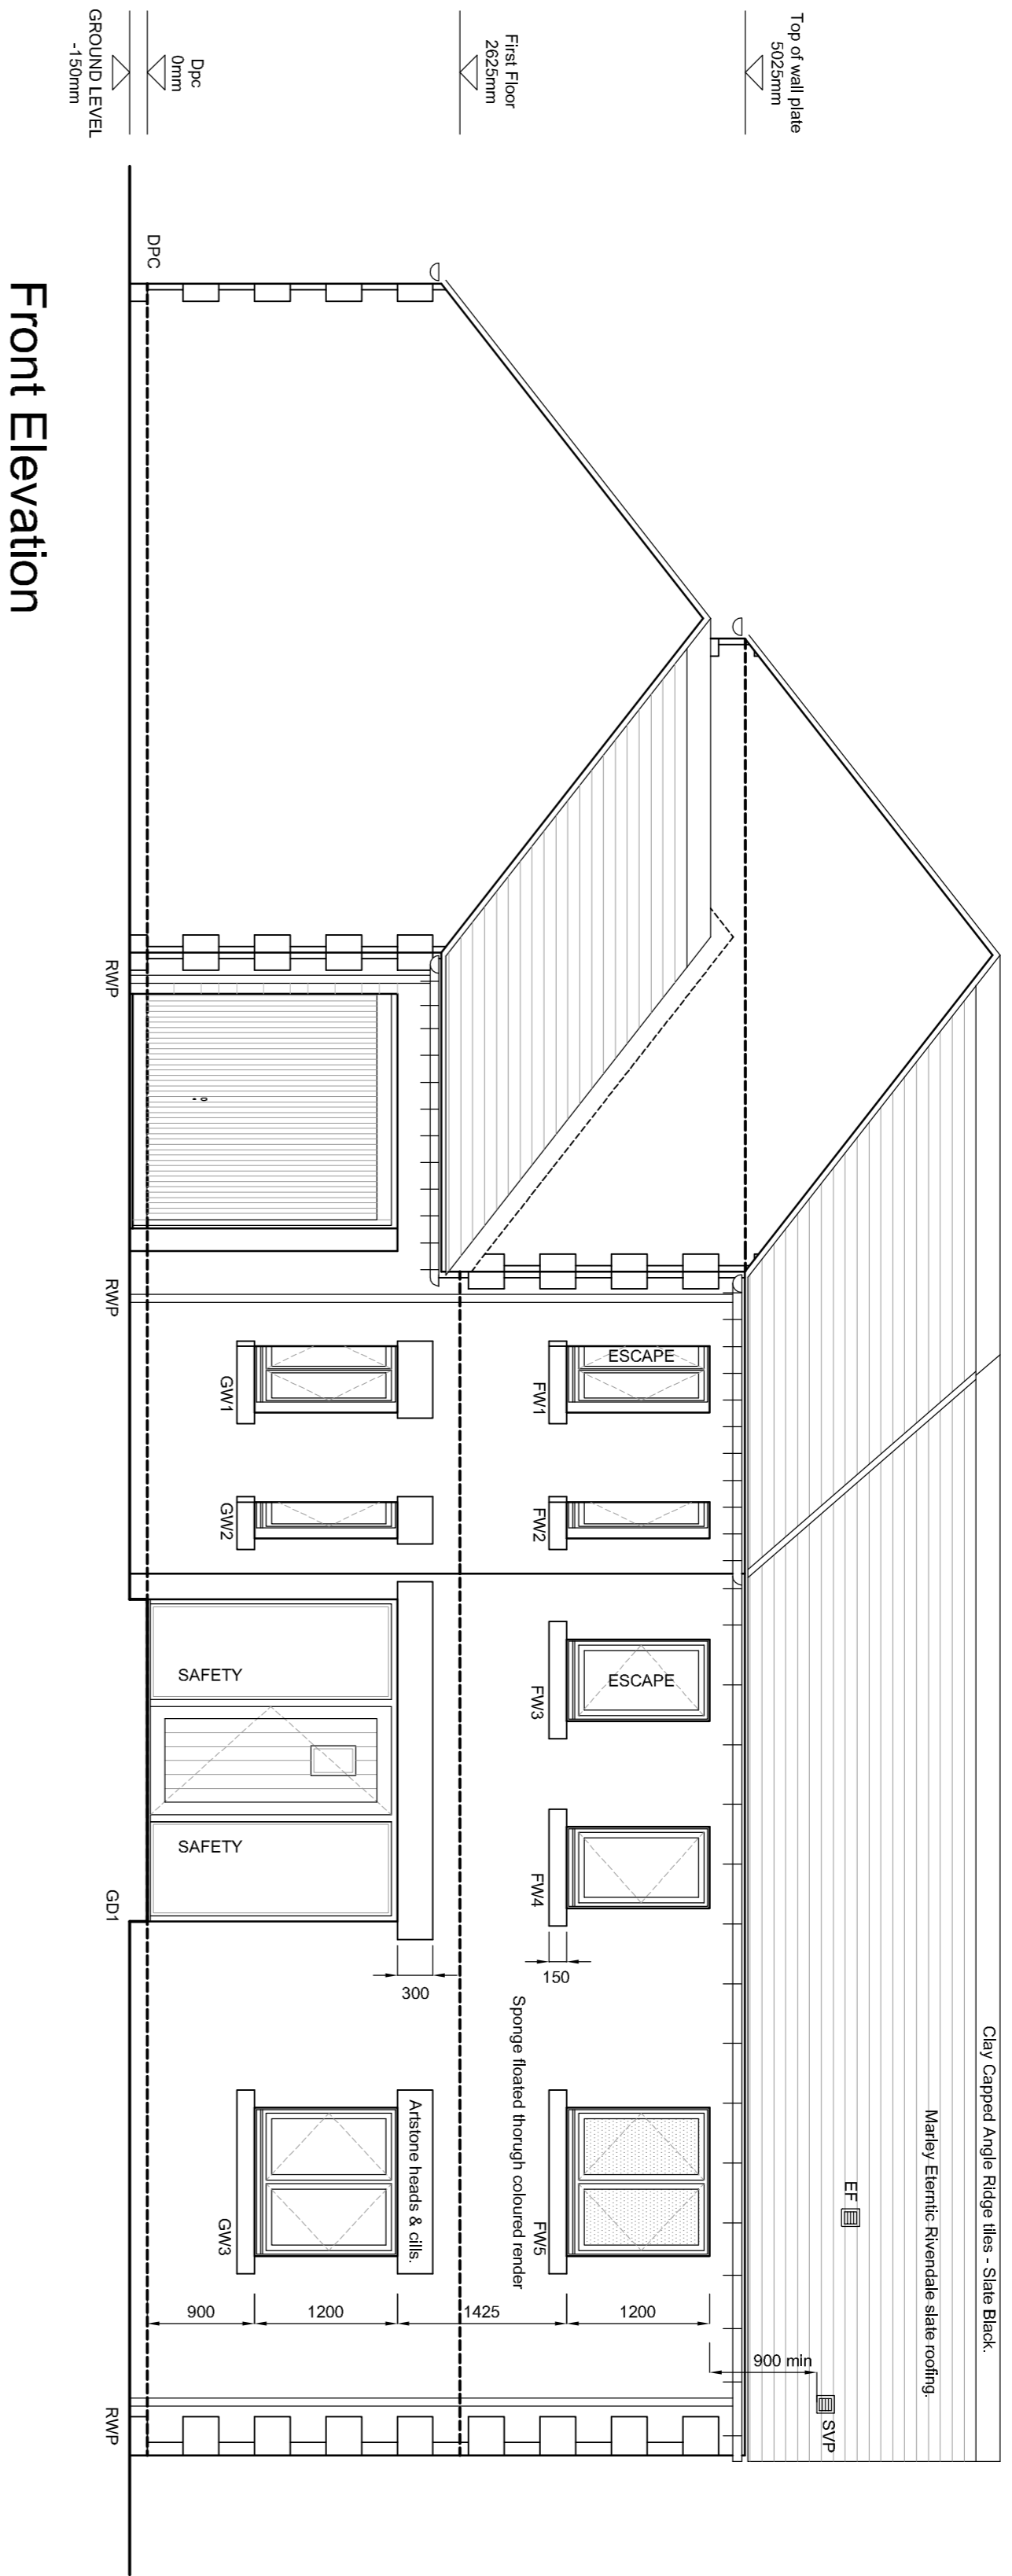 Clay Capped Angle Ridge tiles - Slate Black.
Marley Eterntic Rivendale slate roofing.
EF
SVP
900 min
Top of wall plate
5025mm
ESCAPE
FW1
FW2
ESCAPE
FW3
FW4
150
FW5
1200
Sponge floated thorugh coloured render
1425
First Floor
2625mm
300
Artstone heads & cills.
GW1
GW2
SAFETY
SAFETY
GW3
1200
900
DPC
Dpc
0mm
GROUND LEVEL
-150mm
RWP
RWP
GD1
RWP
Front Elevation